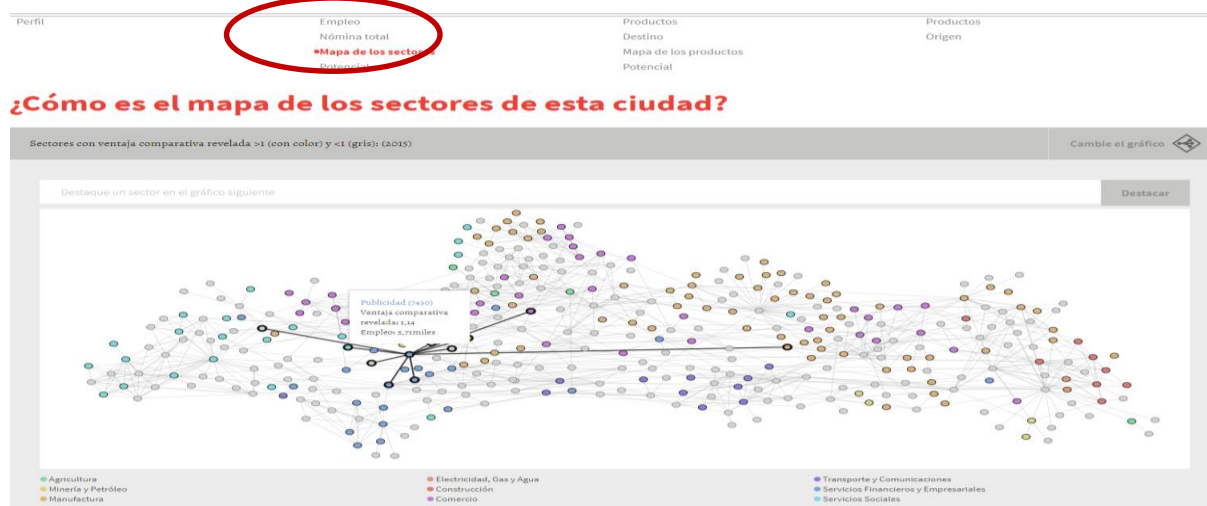 Perfil
Empleo
Nómina total
Mapa de los sectores
Potencial
Productos
Destino
Mapa de los productos
Potencial
Productos
Origen
¿Cómo es el mapa de los sectores de esta ciudad?
Sectores con ventaja comparativa revelada >1 (con color) y <1 (gris): (2015)
Cambie el gráfico
Destaque un sector en el gráfico siguiente
Destacar
Publicidad (7430)
Ventaja comparativa
revelada: 1,14
Empleo: 5,71miles
Agricultura
Minería y Petróleo
Manufactura
Electricidad, Gas y Agua
Construcción
Comercio
Transporte y Comunicaciones
Servicios Financieros y Empresariales
Servicios Sociales